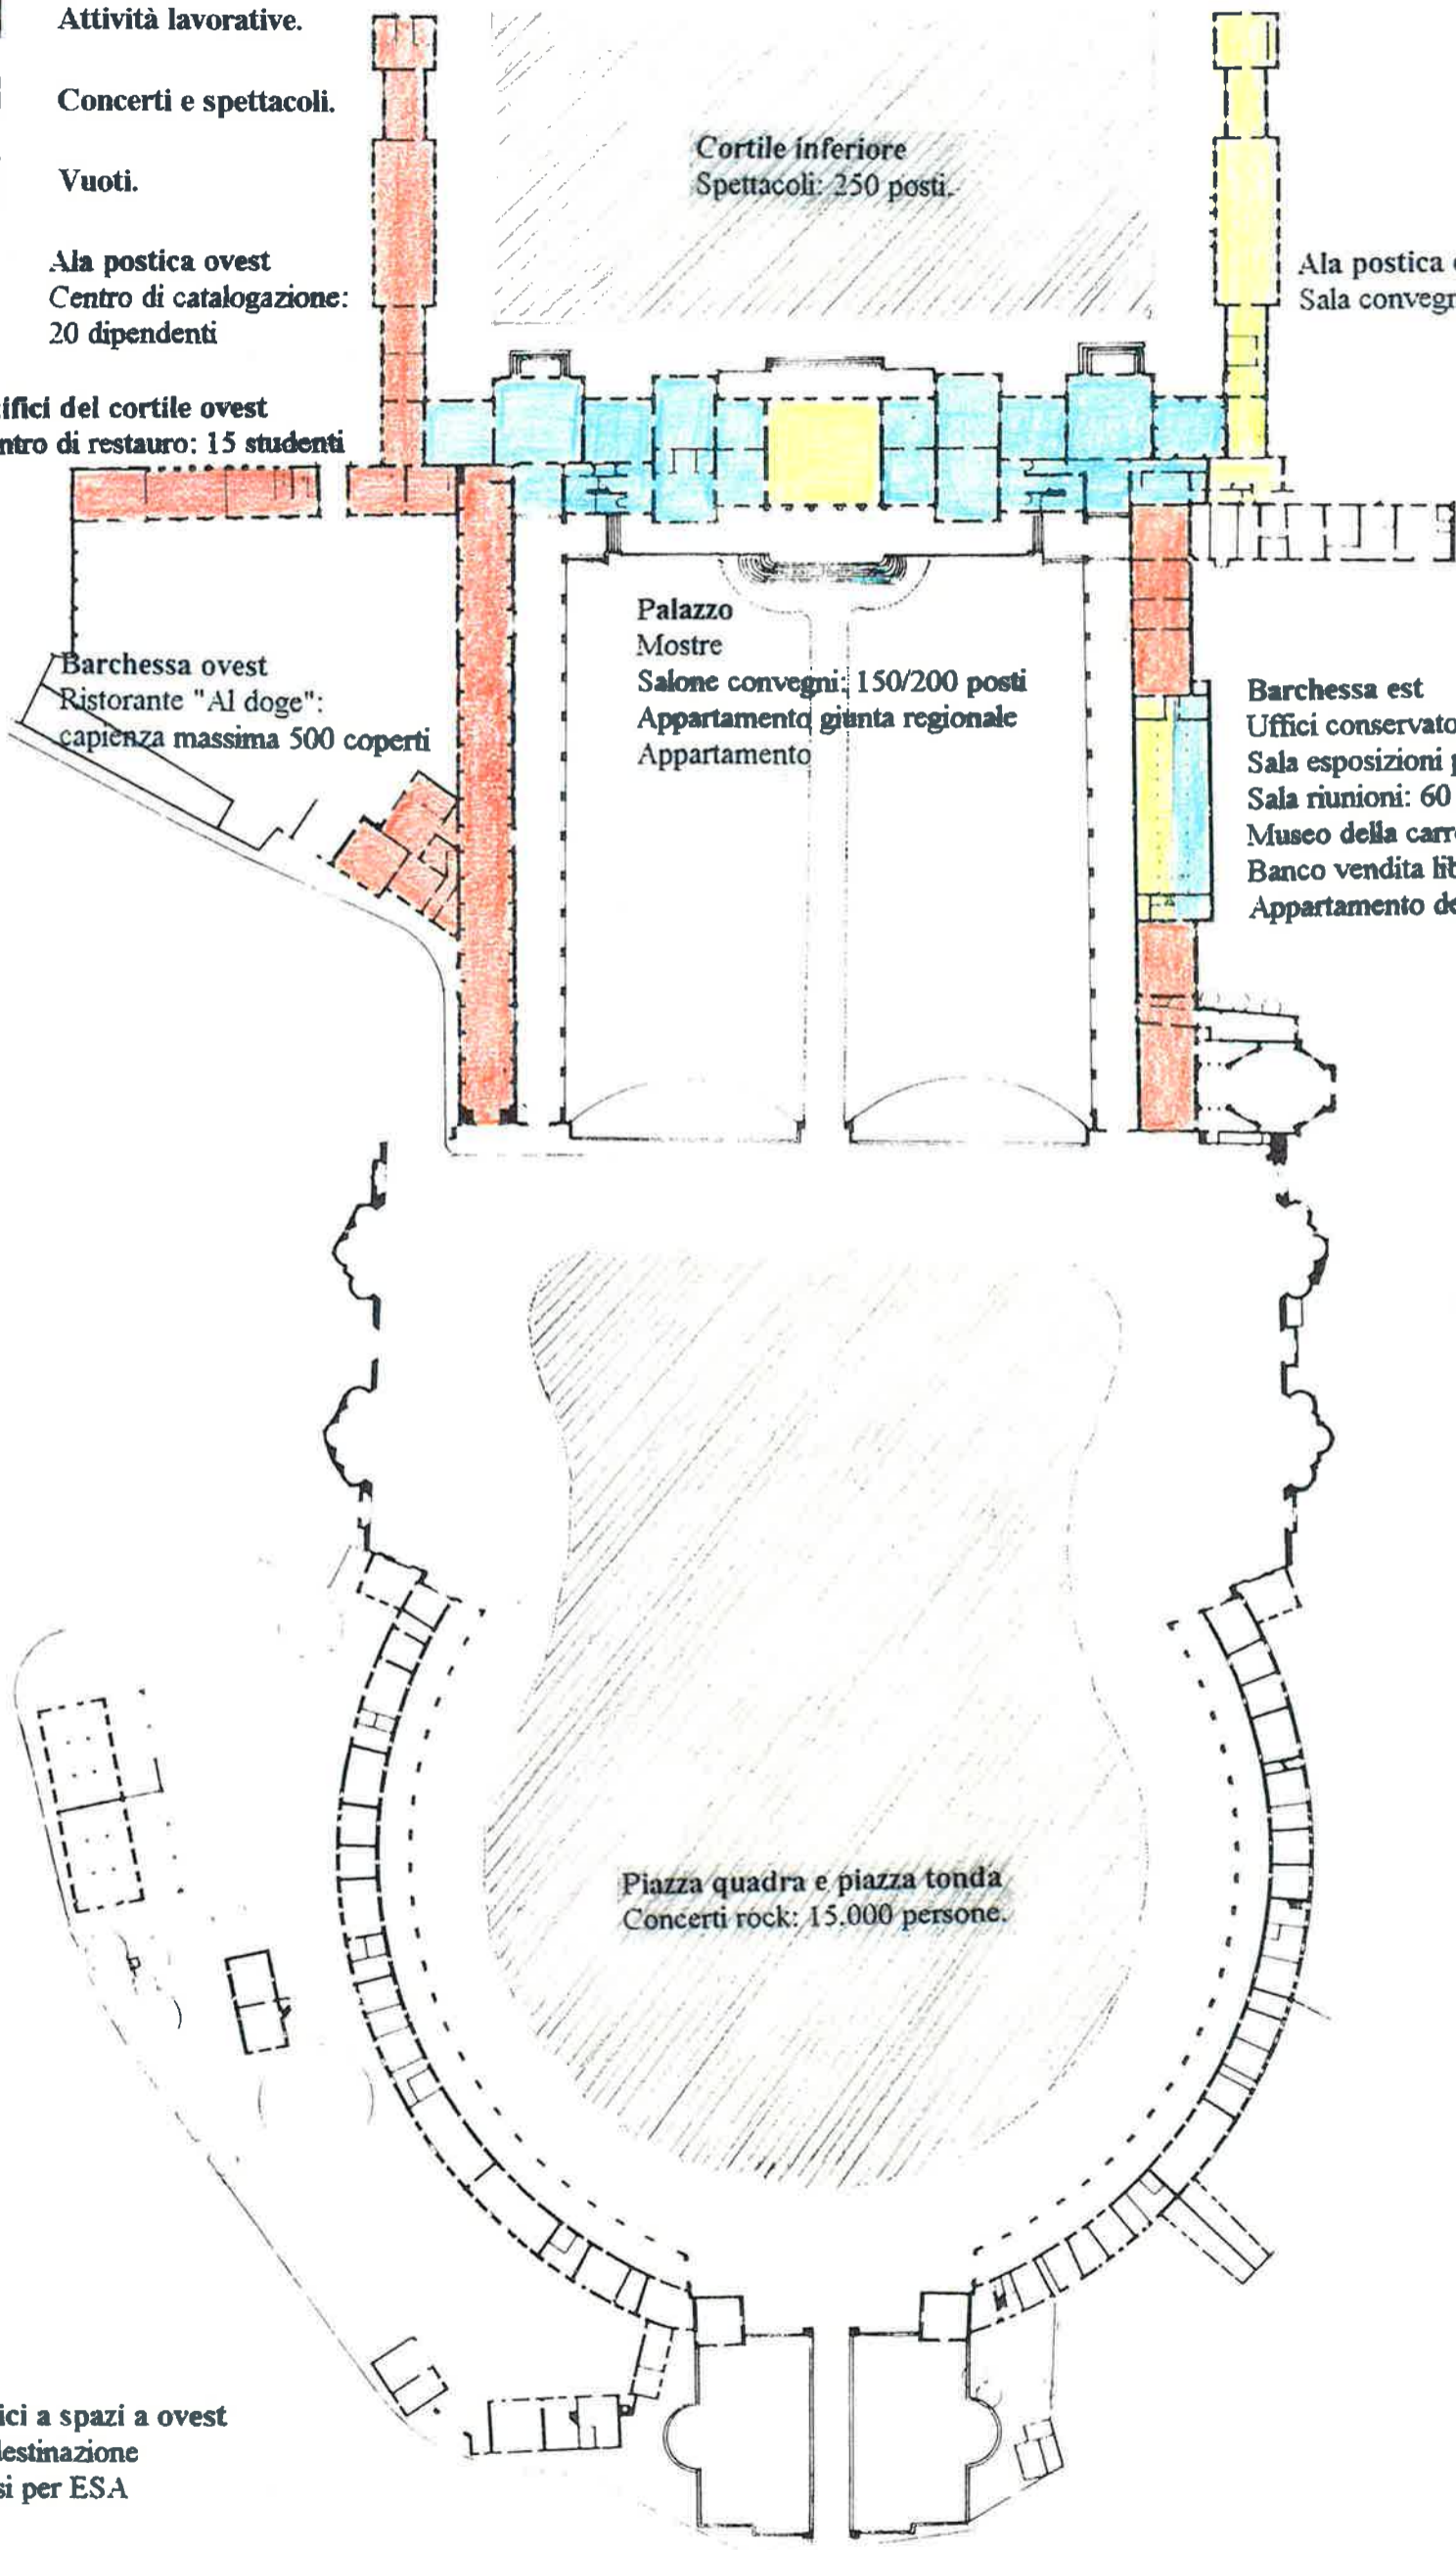 Attività lavorative.
Concerti e spettacoli.
Vuoti.
Ala postica ovest
Centro di catalogazione:
20 dipendenti
ifici del cortile ovest
ntro di restauro: 15 studenti
Cortile inferiore
Spettacoli: 250 posti.
Ala postica
Sala convegn
Barchessa ovest
Ristorante "Al doge":
capienza massima 500 coperti
Palazzo
Mostre
Salone convegni: 150/200 posti
Appartamento giunta regionale
Appartamento
Barchessa est
Uffici conservato
Sala esposizioni
Sala riunioni: 60
Museo della carr
Banco vendita lib
Appartamento de
Piazza quadra e piazza tonda
Concerti rock: 15.000 persone.
ici a spazi a ovest
destinazione
si per ESA